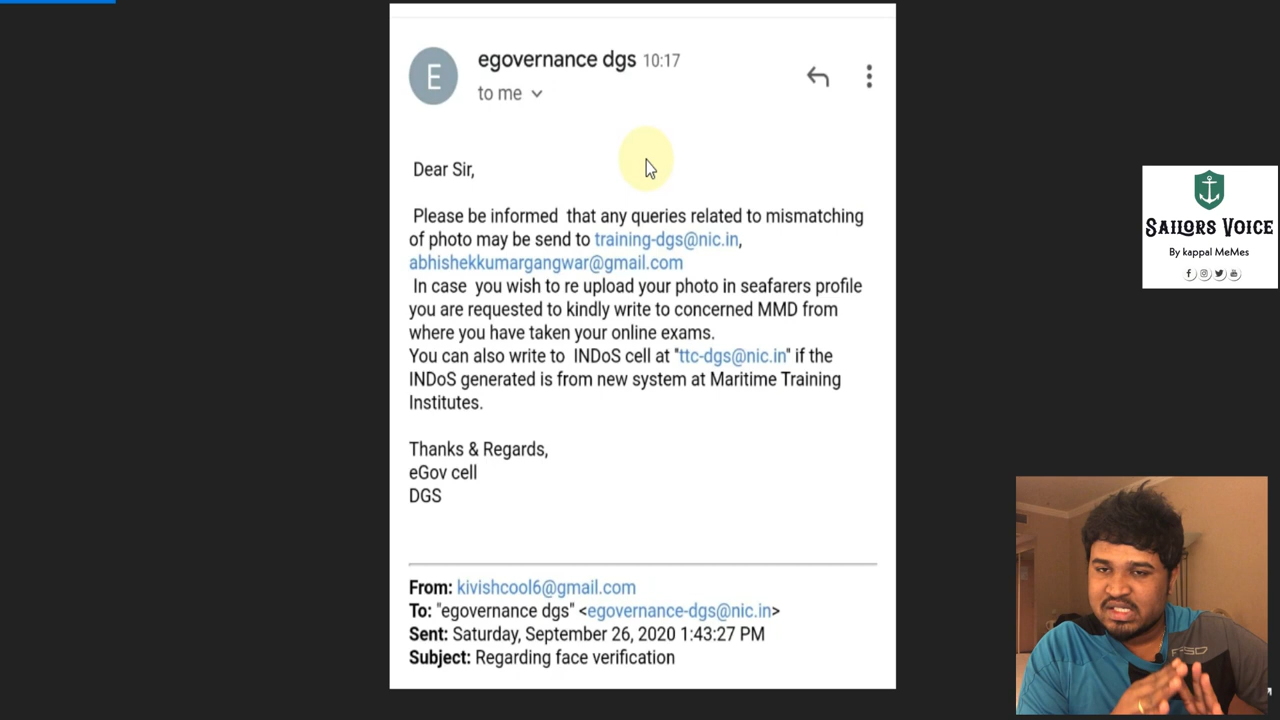 E
egovernance dgs 10:17
to me
Dear Sir,
Please be informed  that any queries related to mismatching
of photo may be send to training-dgs@nic.in,
abhishekkumargangwar@gmail.com
In case  you wish to re upload your photo in seafarers profile
you are requested to kindly write to concerned MMD from
where you have taken your online exams.
You can also write to  INDoS cell at "ttc-dgs@nic.in" if the
INDoS generated is from new system at Maritime Training
Institutes.
Thanks & Regards,
eGov cell
DGS
From: kivishcool6@gmail.com
To: "egovernance dgs" <egovernance-dgs@nic.in>
Sent: Saturday, September 26, 2020 1:43:27 PM
Subject: Regarding face verification
SAILORS VOICE
By kappal MeMes